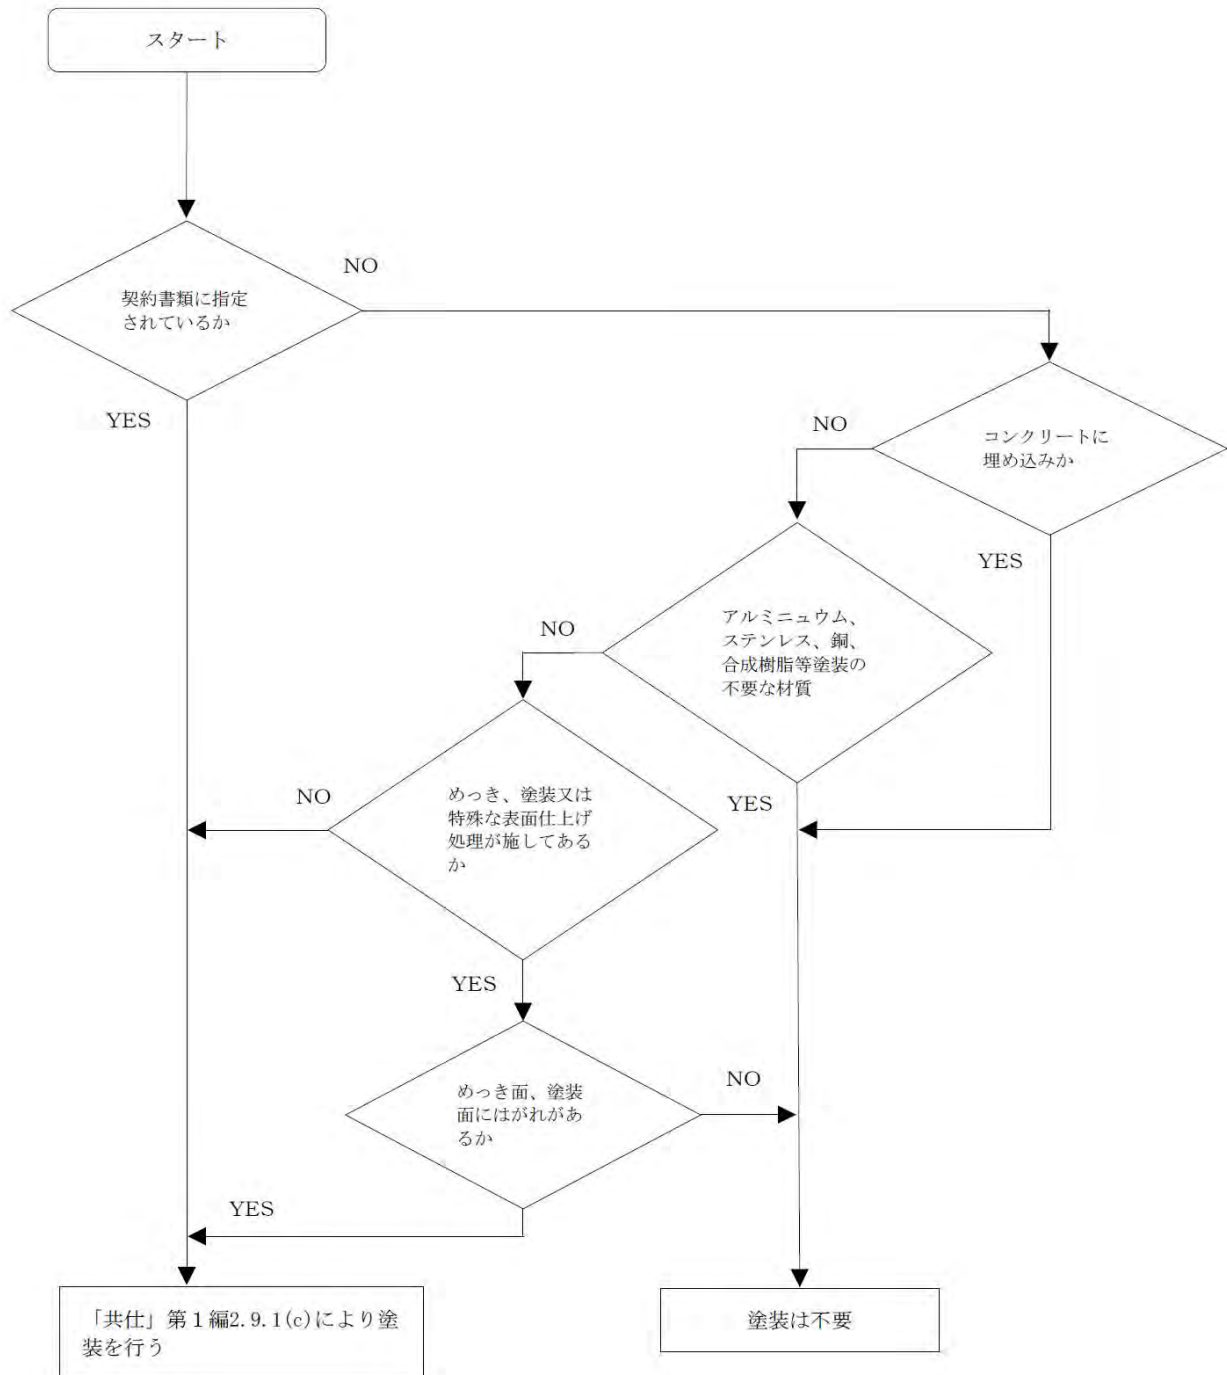 スタート
NO
契約書類に指定
されているか
YES
NO
コンクリートに
埋め込みか
YES
NO
アルミニュウム、
ステンレス、銅、
合成樹脂等塗装の
不要な材質
YES
NO
めっき、塗装又は
特殊な表面仕上げ
処理が施してある
か
YES
めっき面、塗装
面にはがれがあ
るか
NO
YES
「共仕」第１編2.9.1(c)により塗
装を行う
塗装は不要